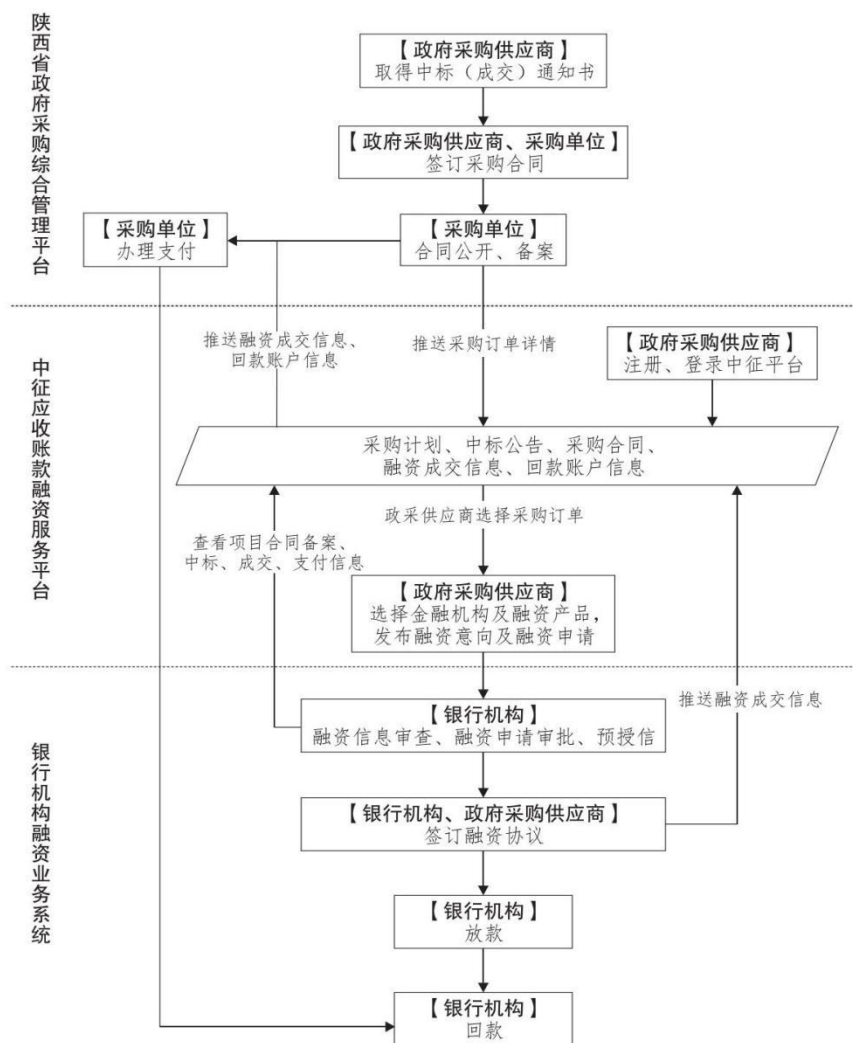 陕西省政府采购综合管理平台
【政府采购供应商】
取得中标（成交）通知书
【政府采购供应商、采购单位】
签订采购合同
【采购单位】
办理支付
【采购单位】
合同公开、备案
中征应收账款融资服务平台
推送融资成交信息、
回款账户信息
推送采购订单详情
【政府采购供应商】
注册、登录中征平台
采购计划、中标公告、采购合同、
融资成交信息、回款账户信息
政采供应商选择采购订单
查看项目合同备案、
中标、成交、支付信息
【政府采购供应商】
选择金融机构及融资产品，
发布融资意向及融资申请
银行机构融资业务系统
【银行机构】
融资信息审查、融资申请审批、预授信
推送融资成交信息
【银行机构、政府采购供应商】
签订融资协议
【银行机构】
放款
【银行机构】
回款